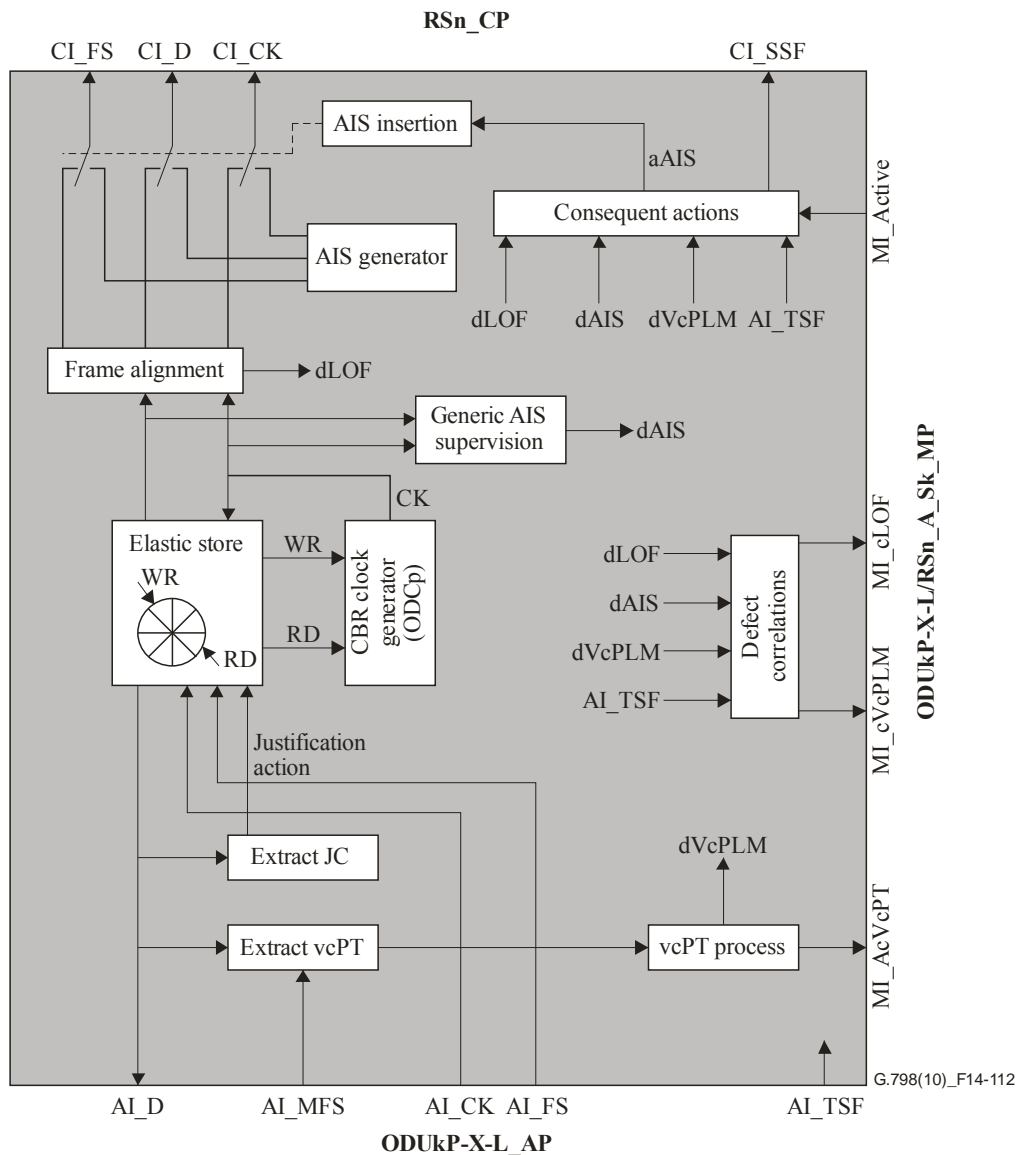 RSn_CP
CI_FS CI_D CI_CK CI_SSF
AIS insertion
aAIS
Consequent actions
MI_Active
AIS generator
dLOF dAIS dVcPLM AI_TSF
Frame alignment
dLOF
Generic AIS
supervision
dAIS
CK
Elastic store
WR
RD
WR
RD
CBR clock
generator
(ODCp)
dLOF
dAIS
dVcPLM
AI_TSF
Defect
correlations
MI_cLOF
MI_cVcPLM
ODUkP-X-L/RSn_A_Sk_MP
Justification
action
Extract JC
dVcPLM
Extract vcPT
vcPT process
MI_AcVcPT
G.798(10)_F14-112
AI_D AI_MFS AI_CK AI_FS AI_TSF
ODUkP-X-L_AP